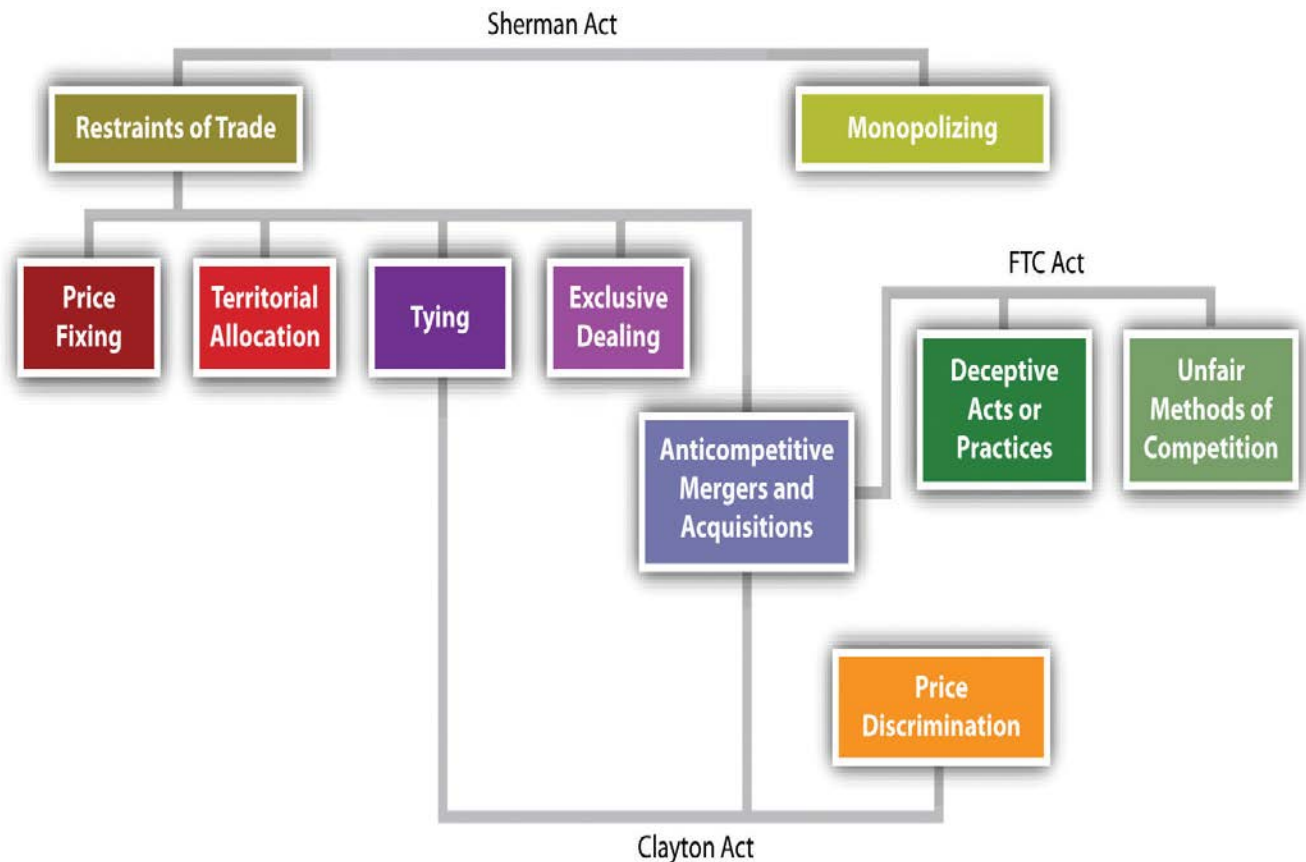 Sherman Act
Restraints of Trade
Monopolizing
Price
Fixing
Territorial
Allocation
Tying
Exclusive
Dealing
FTC Act
Deceptive
Acts or
Practices
Unfair
Methods of
Competition
Anticompetitive
Mergers and
Acquisitions
Price
Discrimination
Clayton Act